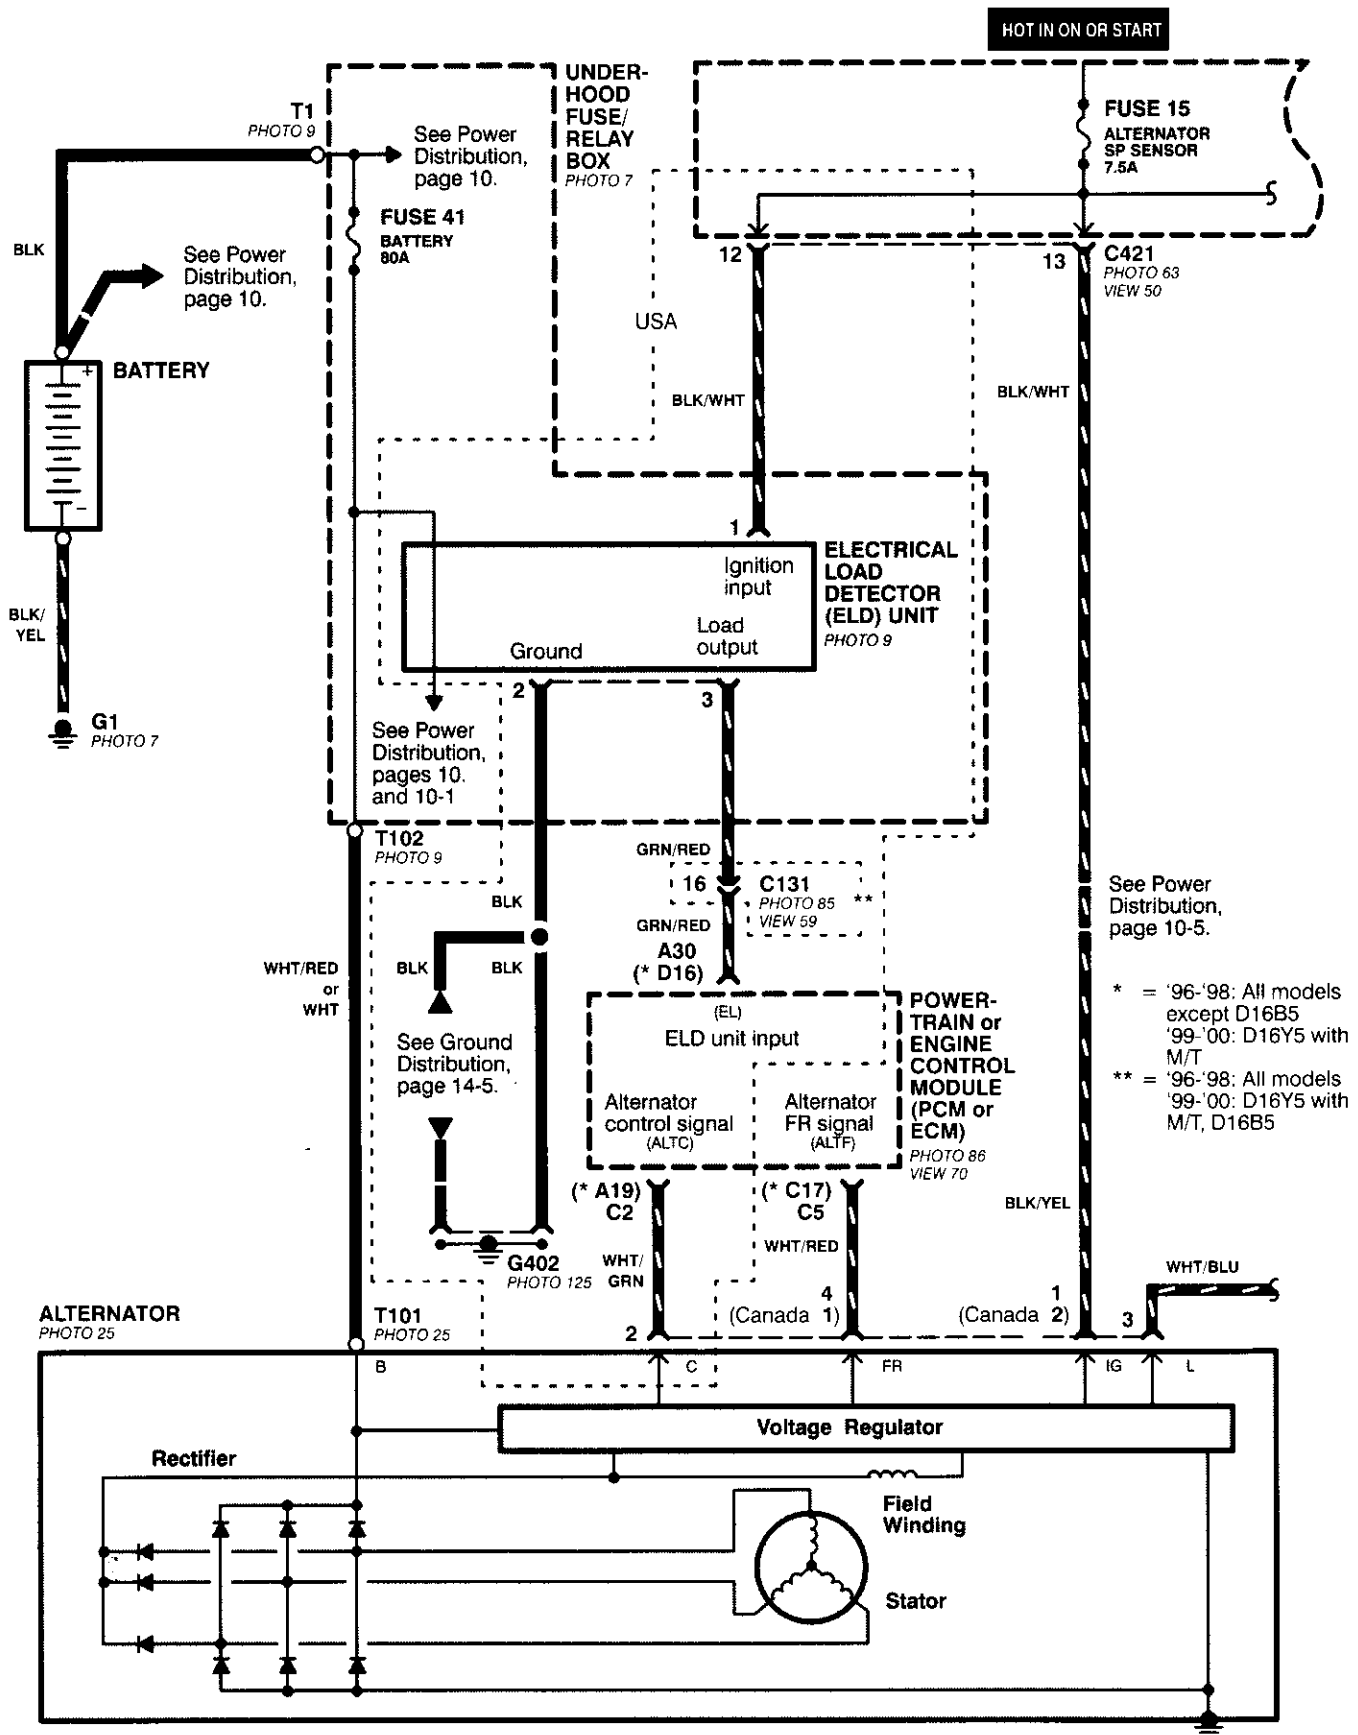 HOT IN ON OR START
UNDER-
HOOD
FUSE/
RELAY
BOX
PHOTO 7
T1
PHOTO 9
See Power
Distribution,
page 10.
FUSE 15
ALTERNATOR
SP SENSOR
7.5A
FUSE 41
BATTERY
80A
BLK
See Power
Distribution,
page 10.
12
13
C421
PHOTO 63
VIEW 50
USA
BATTERY
+
−
BLK/WHT
BLK/WHT
1
Ignition
input
ELECTRICAL
LOAD
DETECTOR
(ELD) UNIT
PHOTO 9
Load
output
Ground
BLK/
YEL
2
3
G1
PHOTO 7
See Power
Distribution,
pages 10.
and 10-1
T102
PHOTO 9
GRN/RED
16
C131
PHOTO 85
VIEW 59
**
BLK
GRN/RED
A30
(* D16)
See Power
Distribution,
page 10-5.
WHT/RED
or
WHT
BLK
BLK
* = '96-'98: All models
except D16B5
'99-'00: D16Y5 with
M/T
** = '96-'98: All models
'99-'00: D16Y5 with
M/T, D16B5
(EL)
ELD unit input
POWER-
TRAIN or
ENGINE
CONTROL
MODULE
(PCM or
ECM)
PHOTO 86
VIEW 70
See Ground
Distribution,
page 14-5.
Alternator
control signal
(ALTC)
Alternator
FR signal
(ALTF)
(* A19)
C2
(* C17)
C5
BLK/YEL
WHT/
GRN
WHT/RED
G402
PHOTO 125
WHT/BLU
ALTERNATOR
PHOTO 25
T101
PHOTO 25
2
4
(Canada 1)
1
(Canada 2)
3
B
C
FR
IG
L
Voltage Regulator
Rectifier
Field
Winding
Stator